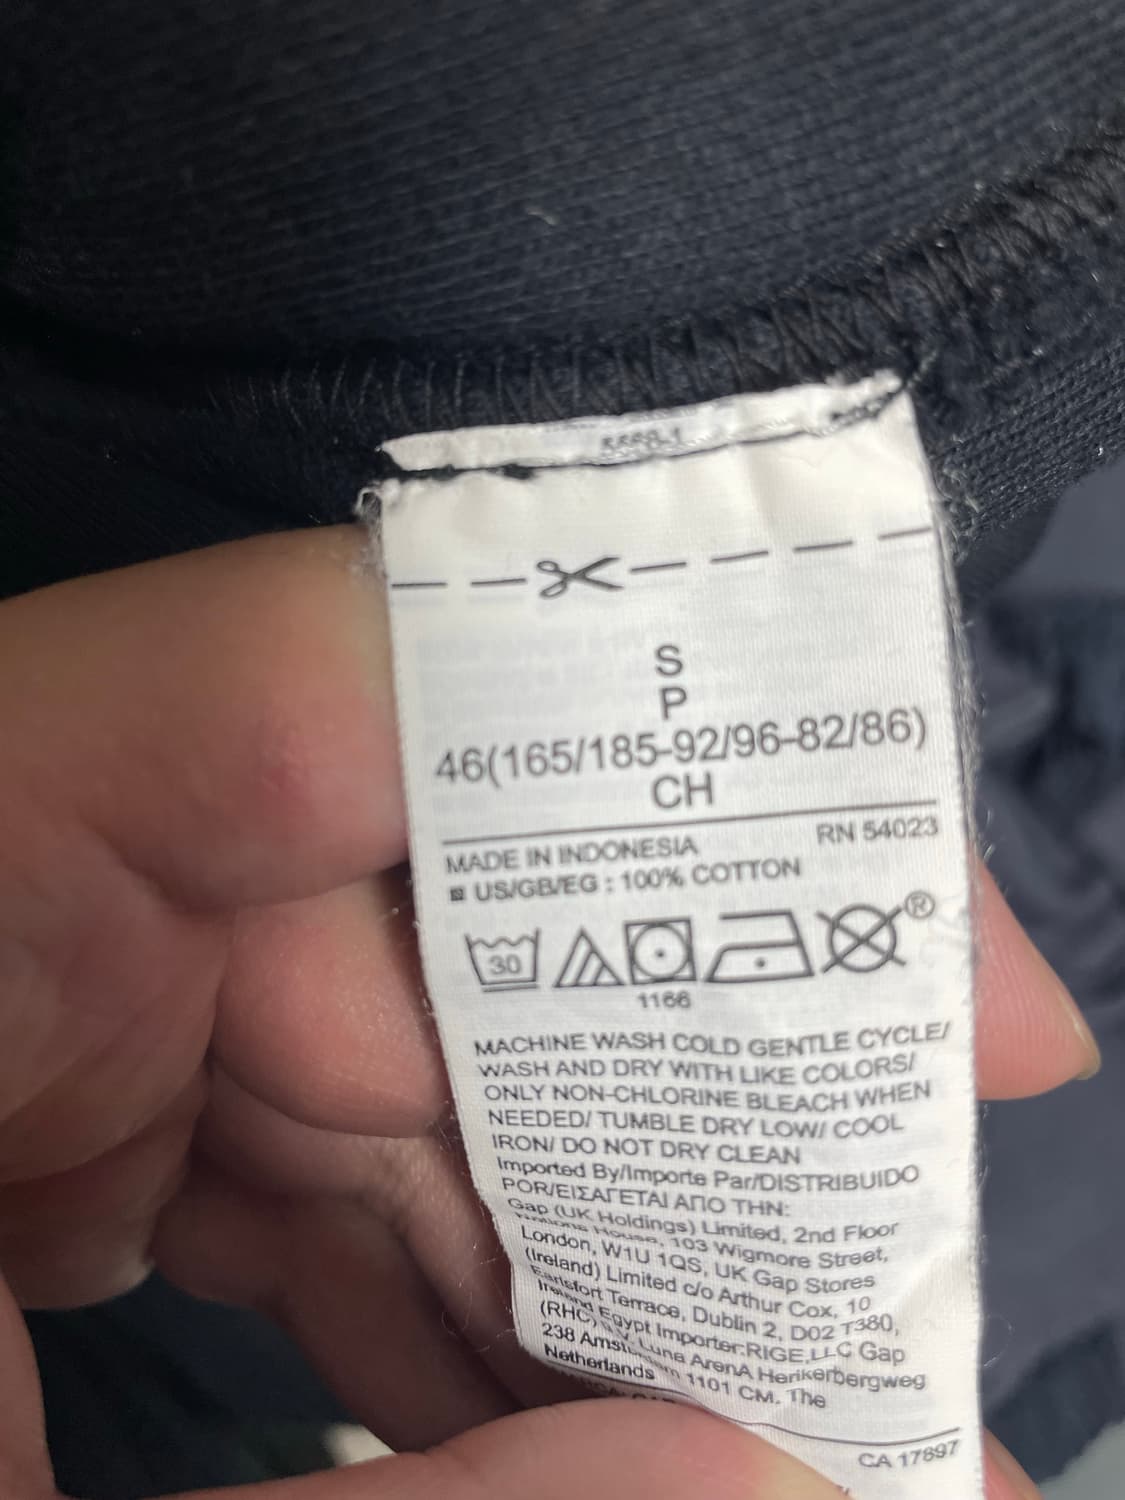 S
P
46(165/185-92/96-82/86)
CH
RN 54023
MADE IN INDONESIA
US/GB/EG : 100% COTTON
30
®
1166
MACHINE WASH COLD GENTLE CYCLE/
WASH AND DRY WITH LIKE COLORS/
ONLY NON-CHLORINE BLEACH WHEN
NEEDED/ TUMBLE DRY LOW/ COOL
IRON/ DO NOT DRY CLEAN
Imported By/Importe Par/DISTRIBUIDO
POR/ΕΙΣΑΓΕΤΑΙ ΑΠΟ ΤΗΝ:
Gap (UK Holdings) Limited, 2nd Floor
House, 103 Wigmore Street,
London, W1U 1QS, UK Gap Stores
(Ireland) Limited c/o Arthur Cox, 10
Earlsfort Terrace, Dublin 2, D02 T380,
Ireland Egypt Importer:RIGE,LLC Gap
(RHC) Luna ArenA Herikerbergweg
238 1101 CM. The
Netherlands
CA 17897